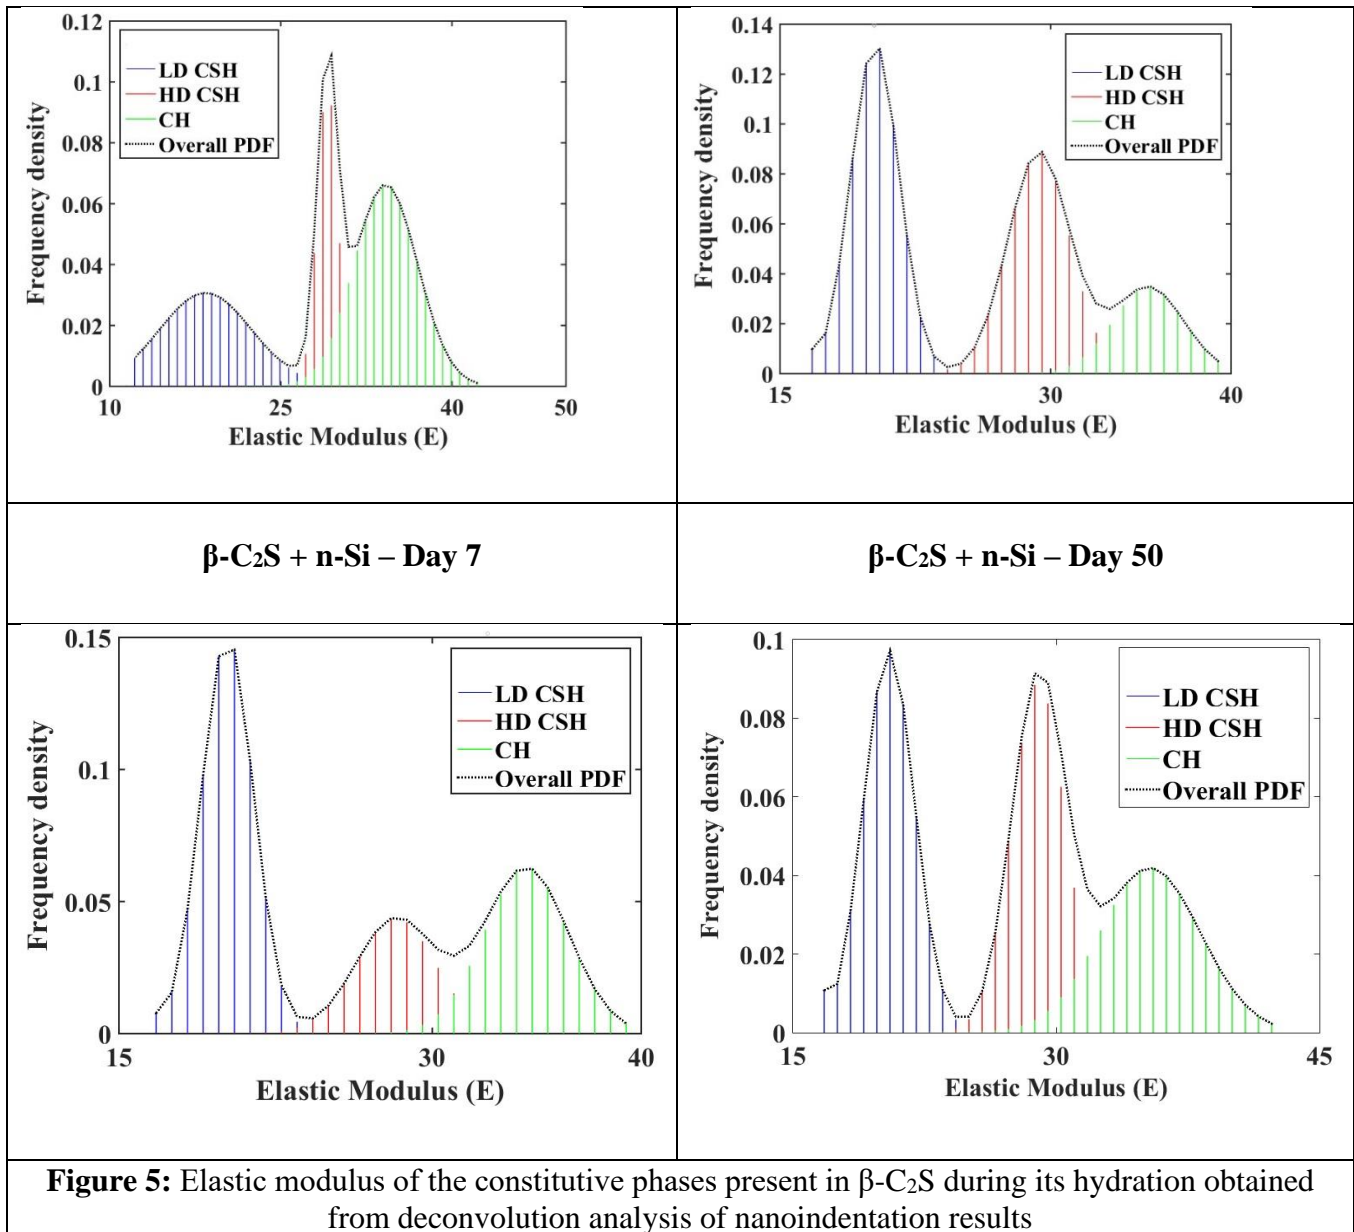 0.12
0.1
0.08
0.06
0.04
0.02
0
10
25
40
50
Frequency density
Elastic Modulus (E)
LD CSH
HD CSH
CH
Overall PDF
0.14
0.12
0.1
0.08
0.06
0.04
0.02
0
15
30
40
Frequency density
Elastic Modulus (E)
LD CSH
HD CSH
CH
Overall PDF
β-C₂S + n-Si – Day 7
β-C₂S + n-Si – Day 50
0.15
0.1
0.05
0
15
30
40
Frequency density
Elastic Modulus (E)
LD CSH
HD CSH
CH
Overall PDF
0.1
0.08
0.06
0.04
0.02
0
15
30
45
Frequency density
Elastic Modulus (E)
LD CSH
HD CSH
CH
Overall PDF
Figure 5: Elastic modulus of the constitutive phases present in β-C₂S during its hydration obtained
from deconvolution analysis of nanoindentation results